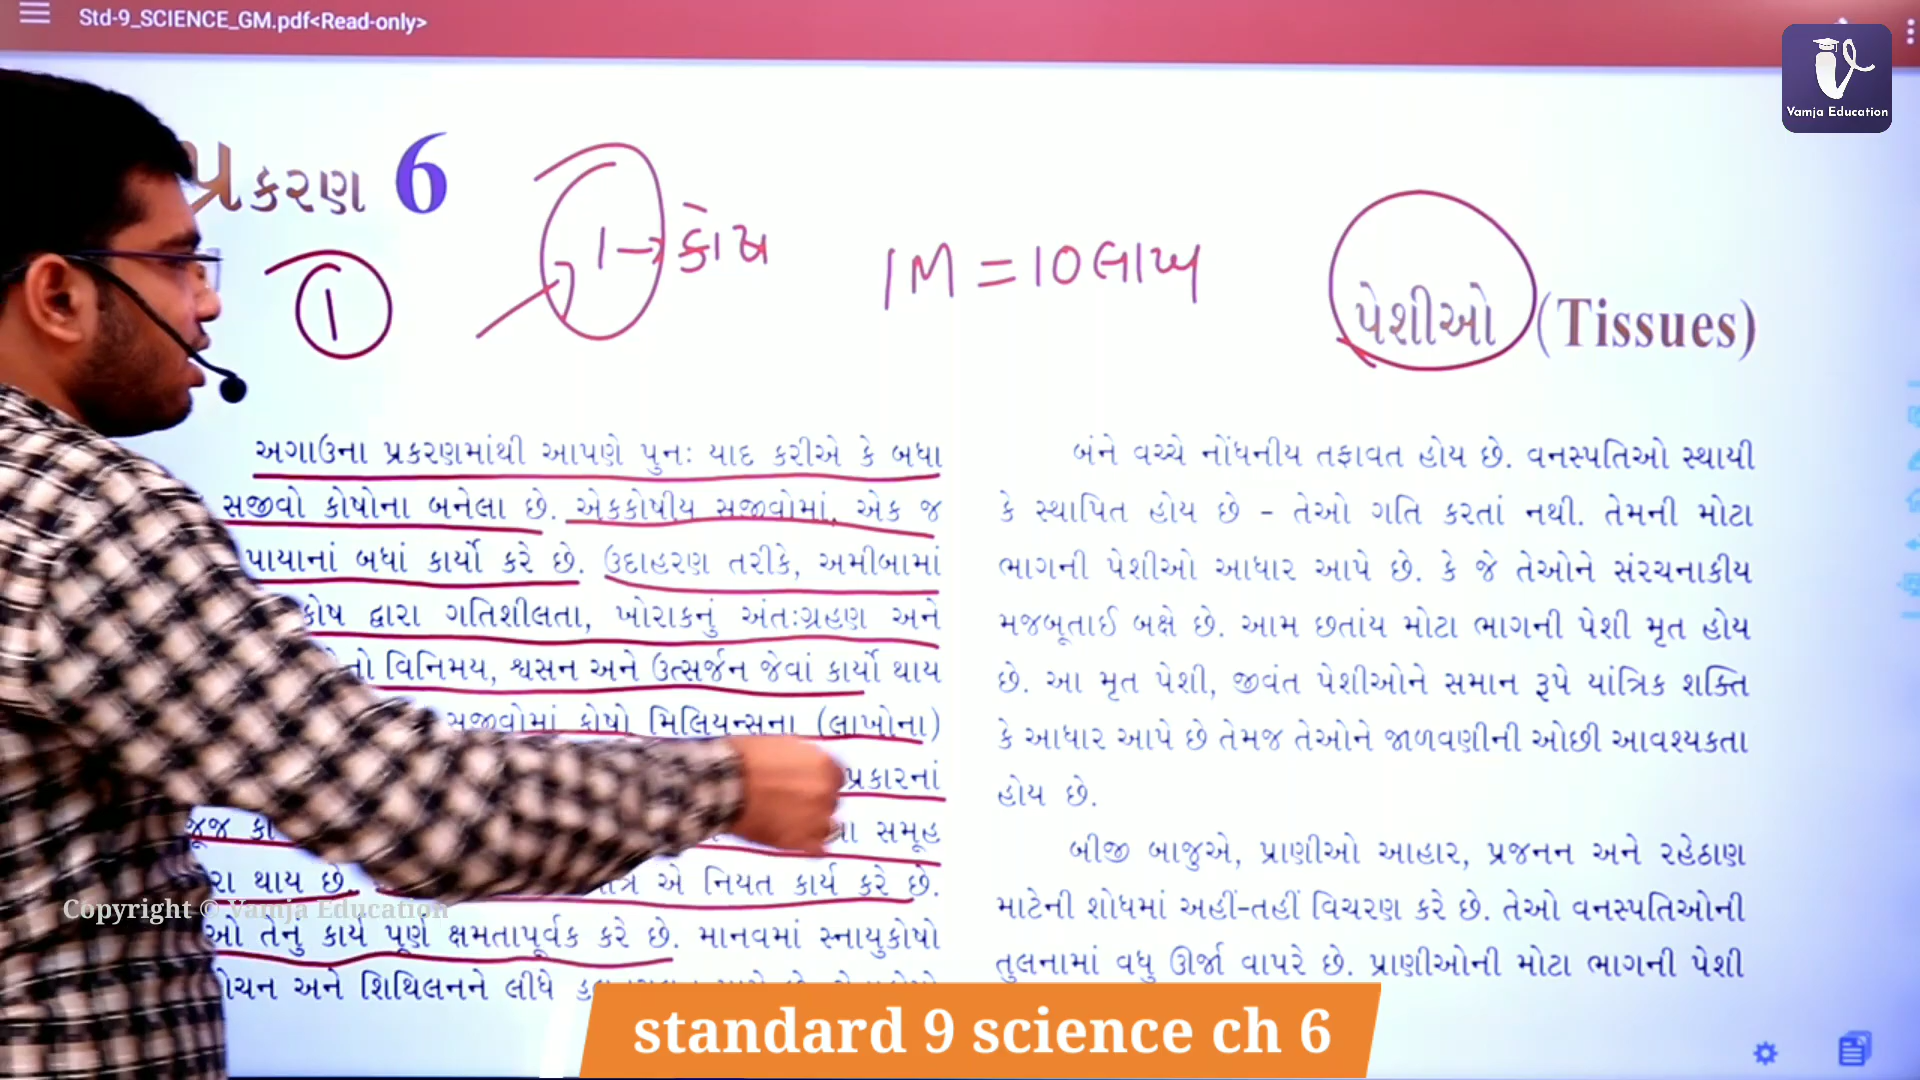 Std-9_SCIENCE_GM.pdf<Read-only>
Vamja Education
પ્રકરણ 6
1 → કોષ
1M = 10 લાખ
1
પેશીઓ (Tissues)
અગાઉના પ્રકરણમાંથી આપણે પુનઃ યાદ કરીએ કે બધા
સજીવો કોષોના બનેલા છે. એકકોષીય સજીવોમાં, એક જ
પાયાનાં બધાં કાર્યો કરે છે. ઉદાહરણ તરીકે, અમીબામાં
કોષ દ્વારા ગતિશીલતા, ખોરાકનું અંતઃગ્રહણ અને
વિનિમય, શ્વસન અને ઉત્સર્જન જેવાં કાર્યો થાય
સજીવોમાં કોષો મિલિયન્સના (લાખોના)
પ્રકારનાં
સમૂહ
થાય છે. એ નિયત કાર્ય કરે છે.
તેનું કાર્ય પૂર્ણ ક્ષમતાપૂર્વક કરે છે. માનવમાં સ્નાયુકોષો
અને શિથિલનને લીધે
બંને વચ્ચે નોંધનીય તફાવત હોય છે. વનસ્પતિઓ સ્થાયી
કે સ્થાપિત હોય છે - તેઓ ગતિ કરતાં નથી. તેમની મોટા
ભાગની પેશીઓ આધાર આપે છે. કે જે તેઓને સંરચનાકીય
મજબૂતાઈ બક્ષે છે. આમ છતાંય મોટા ભાગની પેશી મૃત હોય
છે. આ મૃત પેશી, જીવંત પેશીઓને સમાન રૂપે યાંત્રિક શક્તિ
કે આધાર આપે છે તેમજ તેઓને જાળવણીની ઓછી આવશ્યકતા
હોય છે.
બીજી બાજુએ, પ્રાણીઓ આહાર, પ્રજનન અને રહેઠાણ
માટેની શોધમાં અહીં-તહીં વિચરણ કરે છે. તેઓ વનસ્પતિઓની
તુલનામાં વધુ ઊર્જા વાપરે છે. પ્રાણીઓની મોટા ભાગની પેશી
Copyright © Vamja Education
standard 9 science ch 6